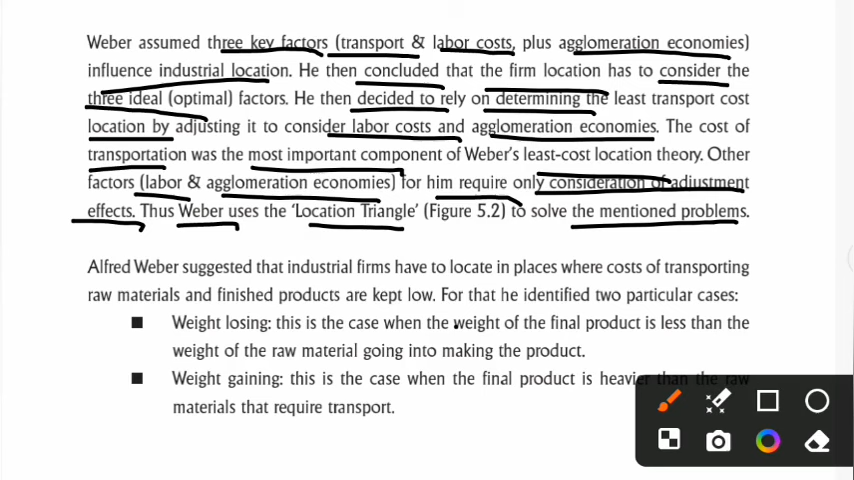 Weber assumed three key factors (transport & labor costs, plus agglomeration economies)
influence industrial location. He then concluded that the firm location has to consider the
three ideal (optimal) factors. He then decided to rely on determining the least transport cost
location by adjusting it to consider labor costs and agglomeration economies. The cost of
transportation was the most important component of Weber's least-cost location theory. Other
factors (labor & agglomeration economies) for him require only consideration of adjustment
effects. Thus Weber uses the 'Location Triangle' (Figure 5.2) to solve the mentioned problems.
Alfred Weber suggested that industrial firms have to locate in places where costs of transporting
raw materials and finished products are kept low. For that he identified two particular cases:
■ Weight losing: this is the case when the weight of the final product is less than the
weight of the raw material going into making the product.
■ Weight gaining: this is the case when the final product is heavier than the raw
materials that require transport.